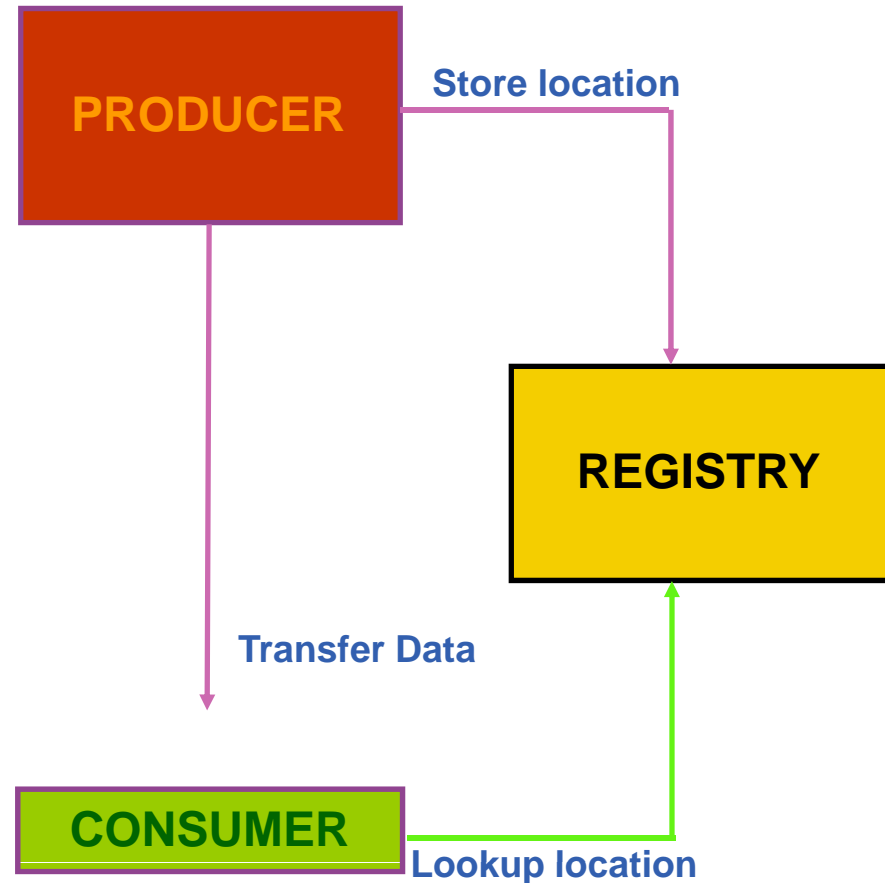 Store location
PRODUCER
REGISTRY
Transfer Data
CONSUMER
Lookup location